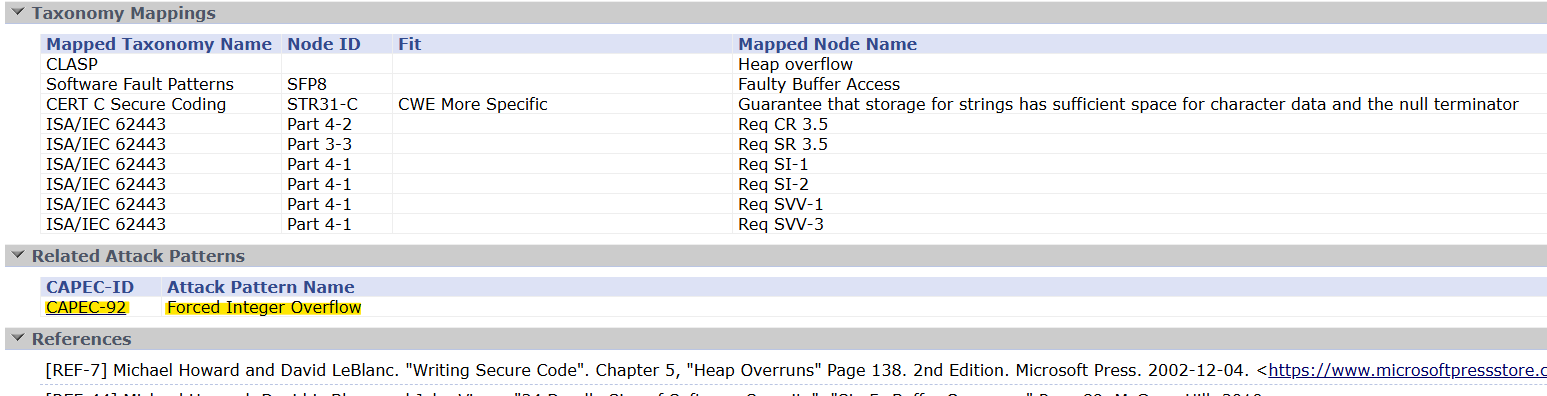 Taxonomy Mappings
Mapped Taxonomy Name Node ID Fit Mapped Node Name
CLASP Heap overflow
Software Fault Patterns SFP8 Faulty Buffer Access
CERT C Secure Coding STR31-C CWE More Specific Guarantee that storage for strings has sufficient space for character data and the null terminator
ISA/IEC 62443 Part 4-2 Req CR 3.5
ISA/IEC 62443 Part 3-3 Req SR 3.5
ISA/IEC 62443 Part 4-1 Req SI-1
ISA/IEC 62443 Part 4-1 Req SI-2
ISA/IEC 62443 Part 4-1 Req SVV-1
ISA/IEC 62443 Part 4-1 Req SVV-3
Related Attack Patterns
CAPEC-ID Attack Pattern Name
CAPEC-92 Forced Integer Overflow
References
[REF-7] Michael Howard and David LeBlanc. "Writing Secure Code". Chapter 5, "Heap Overruns" Page 138. 2nd Edition. Microsoft Press. 2002-12-04. <https://www.microsoftpressstore.c